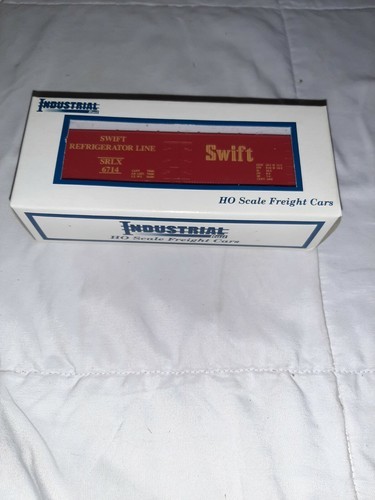 INDUSTRIAL
SWIFT
REFRIGERATOR LINE
SRLX
6714
Swift
HO Scale Freight Cars
INDUSTRIAL
HO Scale Freight Cars